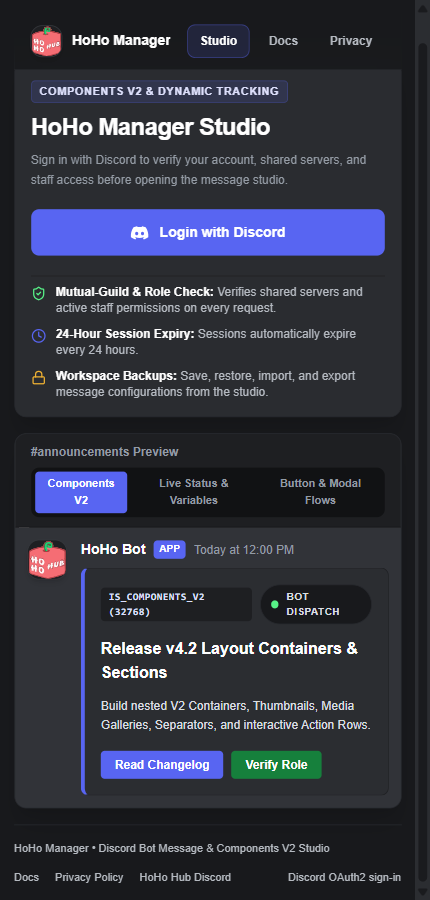 HO HO HUB HoHo Manager Studio Docs Privacy
COMPONENTS V2 & DYNAMIC TRACKING
HoHo Manager Studio
Sign in with Discord to verify your account, shared servers, and
staff access before opening the message studio.
Login with Discord
Mutual-Guild & Role Check: Verifies shared servers and
active staff permissions on every request.
24-Hour Session Expiry: Sessions automatically expire
every 24 hours.
Workspace Backups: Save, restore, import, and export
message configurations from the studio.
#announcements Preview
Components
V2
Live Status &
Variables
Button & Modal
Flows
HO HO HUB
HoHo Bot APP Today at 12:00 PM
IS_COMPONENTS_V2
(32768)
BOT
DISPATCH
Release v4.2 Layout Containers &
Sections
Build nested V2 Containers, Thumbnails, Media
Galleries, Separators, and interactive Action Rows.
Read Changelog Verify Role
HoHo Manager • Discord Bot Message & Components V2 Studio
Docs Privacy Policy HoHo Hub Discord Discord OAuth2 sign-in